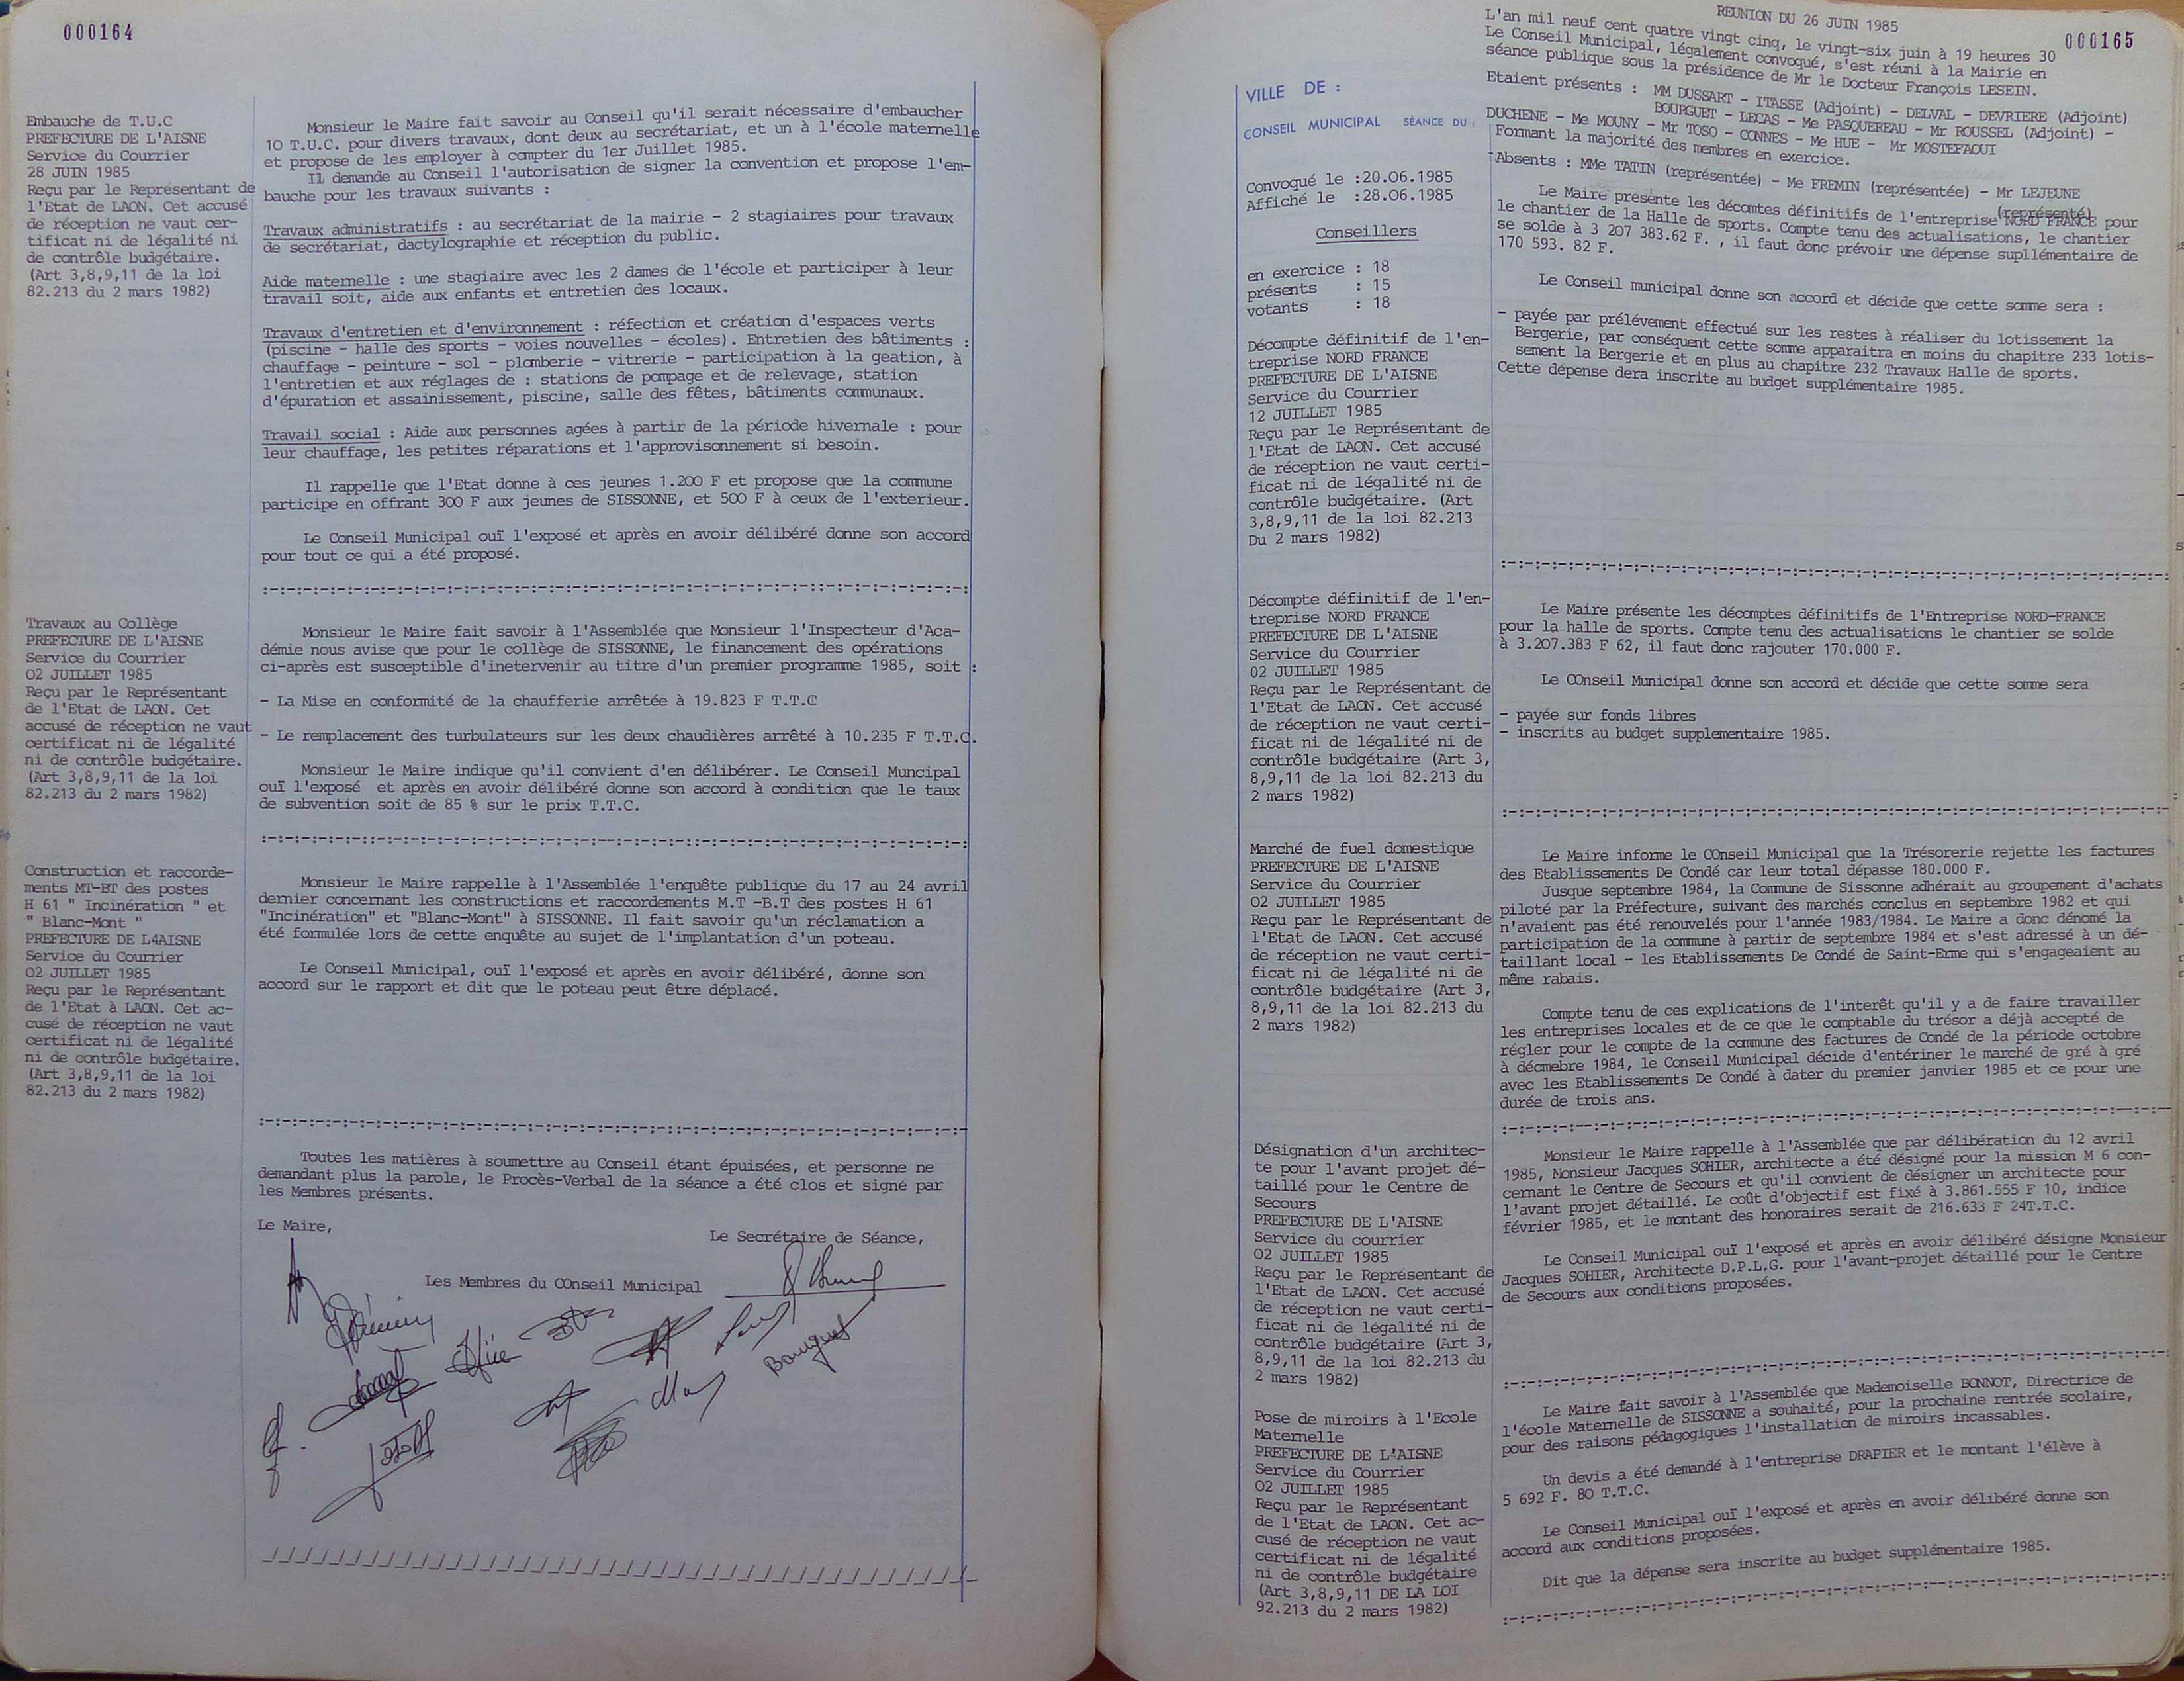 000164
Embauche de T.U.C
PREFECTURE DE L'AISNE
Service du Courrier
28 JUIN 1985
Reçu par le Représentant de
l'Etat de LAON. Cet accusé
de réception ne vaut cer-
tificat ni de légalité ni
de contrôle budgétaire.
(Art 3,8,9,11 de la loi
82.213 du 2 mars 1982)
Monsieur le Maire fait savoir au Conseil qu'il serait nécessaire d'embaucher
10 T.U.C. pour divers travaux, dont deux au secrétariat, et un à l'école maternelle
et propose de les employer à compter du 1er Juillet 1985.
Il demande au Conseil l'autorisation de signer la convention et propose l'em-
bauche pour les travaux suivants :
Travaux administratifs : au secrétariat de la mairie - 2 stagiaires pour travaux
de secrétariat, dactylographie et réception du public.
Aide maternelle : une stagiaire avec les 2 dames de l'école et participer à leur
travail soit, aide aux enfants et entretien des locaux.
Travaux d'entretien et d'environnement : réfection et création d'espaces verts
(piscine - halle des sports - voies nouvelles - écoles). Entretien des bâtiments :
chauffage - peinture - sol - plomberie - vitrerie - participation à la geation, à
l'entretien et aux réglages de : stations de pompage et de relevage, station
d'épuration et assainissement, piscine, salle des fêtes, bâtiments communaux.
Travail social : Aide aux personnes agées à partir de la période hivernale : pour
leur chauffage, les petites réparations et l'approvisonnement si besoin.
Il rappelle que l'Etat donne à ces jeunes 1.200 F et propose que la commune
participe en offrant 300 F aux jeunes de SISSONNE, et 500 F à ceux de l'exterieur.
Le Conseil Municipal ouï l'exposé et après en avoir délibéré donne son accord
pour tout ce qui a été proposé.
:-:-:-:-:-:-:-:-:-:-:-:-:-:-:-:-:-:-:-:-:-:-:-:-:-:-:-:-:-:-:-:-:-:-:-:-:-:-:-:
Travaux au Collège
PREFECTURE DE L'AISNE
Service du Courrier
02 JUILLET 1985
Reçu par le Représentant
de l'Etat de LAON. Cet
accusé de réception ne vaut
certificat ni de légalité
ni de contrôle budgétaire.
(Art 3,8,9,11 de la loi
82.213 du 2 mars 1982)
Monsieur le Maire fait savoir à l'Assemblée que Monsieur l'Inspecteur d'Aca-
démie nous avise que pour le collège de SISSONNE, le financement des opérations
ci-après est susceptible d'inetervenir au titre d'un premier programme 1985, soit :
- La Mise en conformité de la chaufferie arrêtée à 19.823 F T.T.C
- Le remplacement des turbulateurs sur les deux chaudières arrêté à 10.235 F T.T.C.
Monsieur le Maire indique qu'il convient d'en délibérer. Le Conseil Muncipal
ouï l'exposé et après en avoir délibéré donne son accord à condition que le taux
de subvention soit de 85 % sur le prix T.T.C.
:-:-:-:-:-:-:-:-:-:-:-:-:-:-:-:-:-:-:-:-:-:-:-:-:-:-:-:-:-:-:-:-:-:-:-:-:-:-:-:
Construction et raccorde-
ments MT-BT des postes
H 61 " Incinération " et
" Blanc-Mont "
PREFECTURE DE L4AISNE
Service du Courrier
02 JUILLET 1985
Reçu par le Représentant
de l'Etat à LAON. Cet ac-
cusé de réception ne vaut
certificat ni de légalité
ni de contrôle budgétaire.
(Art 3,8,9,11 de la loi
82.213 du 2 mars 1982)
Monsieur le Maire rappelle à l'Assemblée l'enquête publique du 17 au 24 avril
dernier concernant les constructions et raccordements M.T -B.T des postes H 61
"Incinération" et "Blanc-Mont" à SISSONNE. Il fait savoir qu'un réclamation a
été formulée lors de cette enquête au sujet de l'implantation d'un poteau.
Le Conseil Municipal, ouï l'exposé et après en avoir délibéré, donne son
accord sur le rapport et dit que le poteau peut être déplacé.
:-:-:-:-:-:-:-:-:-:-:-:-:-:-:-:-:-:-:-:-:-:-:-:-:-:-:-:-:-:-:-:-:-:-:-:-:-:-:-:
Toutes les matières à soumettre au Conseil étant épuisées, et personne ne
demandant plus la parole, le Procès-Verbal de la séance a été clos et signé par
les Membres présents.
Le Maire,
Le Secrétaire de Séance,
Les Membres du COnseil Municipal
Hüe
Bourguet
000165
REUNION DU 26 JUIN 1985
L'an mil neuf cent quatre vingt cinq, le vingt-six juin à 19 heures 30
Le Conseil Municipal, légalement convoqué, s'est réuni à la Mairie en
séance publique sous la présidence de Mr le Docteur François LESEIN.
Etaient présents : MM DUSSART - ITASSE (Adjoint) - DELVAL - DEVRIERE (Adjoint)
BOURGUET - LECAS - Me PASQUEREAU - Mr ROUSSEL (Adjoint) -
DUCHENE - Me MOUNY - Mr TOSO - CONNES - Me HUE - Mr MOSTEFAOUI
Formant la majorité des membres en exercice.
Absents : MMe TATIN (représentée) - Me FREMIN (représentée) - Mr LEJEUNE
(représenté)
VILLE DE :
CONSEIL MUNICIPAL SÉANCE DU :
Convoqué le :20.06.1985
Affiché le :28.06.1985
Conseillers
en exercice : 18
présents : 15
votants : 18
Décompte définitif de l'en-
treprise NORD FRANCE
PREFECTURE DE L'AISNE
Service du Courrier
12 JUILLET 1985
Reçu par le Représentant de
l'Etat de LAON. Cet accusé
de réception ne vaut certi-
ficat ni de légalité ni de
contrôle budgétaire. (Art
3,8,9,11 de la loi 82.213
Du 2 mars 1982)
Le Maire présente les décomtes définitifs de l'entreprise NORD FRANCE pour
le chantier de la Halle de sports. Compte tenu des actualisations, le chantier
se solde à 3 207 383.62 F. , il faut donc prévoir une dépense supllémentaire de
170 593. 82 F.
Le Conseil municipal donne son accord et décide que cette somme sera :
- payée par prélévement effectué sur les restes à réaliser du lotissement la
Bergerie, par conséquent cette somme apparaitra en moins du chapitre 233 lotis-
sement la Bergerie et en plus au chapitre 232 Travaux Halle de sports.
Cette dépense dera inscrite au budget supplémentaire 1985.
:-:-:-:-:-:-:-:-:-:-:-:-:-:-:-:-:-:-:-:-:-:-:-:-:-:-:-:-:-:-:-:-:-:-:-:-:-:
Décompte définitif de l'en-
treprise NORD FRANCE
PREFECTURE DE L'AISNE
Service du Courrier
02 JUILLET 1985
Reçu par le Représentant de
l'Etat de LAON. Cet accusé
de réception ne vaut certi-
ficat ni de légalité ni de
contrôle budgétaire (Art 3,
8,9,11 de la loi 82.213 du
2 mars 1982)
Le Maire présente les décomptes définitifs de l'Entreprise NORD-FRANCE
pour la halle de sports. Compte tenu des actualisations le chantier se solde
à 3.207.383 F 62, il faut donc rajouter 170.000 F.
Le COnseil Municipal donne son accord et décide que cette somme sera
- payée sur fonds libres
- inscrits au budget supplementaire 1985.
:-:-:-:-:-:-:-:-:-:-:-:-:-:-:-:-:-:-:-:-:-:-:-:-:-:-:-:-:-:-:-:-:-:-:-:-:-:
Marché de fuel domestique
PREFECTURE DE L'AISNE
Service du Courrier
02 JUILLET 1985
Reçu par le Représentant de
l'Etat de LAON. Cet accusé
de réception ne vaut certi-
ficat ni de légalité ni de
contrôle budgétaire (Art 3,
8,9,11 de la loi 82.213 du
2 mars 1982)
Le Maire informe le COnseil Municipal que la Trésorerie rejette les factures
des Etablissements De Condé car leur total dépasse 180.000 F.
Jusque septembre 1984, la Commune de Sissonne adhérait au groupement d'achats
piloté par la Préfecture, suivant des marchés conclus en septembre 1982 et qui
n'avaient pas été renouvelés pour l'année 1983/1984. Le Maire a donc dénomé la
participation de la commune à partir de septembre 1984 et s'est adressé à un dé-
taillant local - les Etablissements De Condé de Saint-Erme qui s'engageaient au
même rabais.
Compte tenu de ces explications de l'interêt qu'il y a de faire travailler
les entreprises locales et de ce que le comptable du trésor a déjà accepté de
régler pour le compte de la commune des factures de Condé de la période octobre
à décmebre 1984, le Conseil Municipal décide d'entériner le marché de gré à gré
avec les Etablissements De Condé à dater du premier janvier 1985 et ce pour une
durée de trois ans.
:-:-:-:-:-:-:-:-:-:-:-:-:-:-:-:-:-:-:-:-:-:-:-:-:-:-:-:-:-:-:-:-:-:-:-:-:-:
Désignation d'un architec-
te pour l'avant projet dé-
taillé pour le Centre de
Secours
PREFECTURE DE L'AISNE
Service du courrier
02 JUILLET 1985
Reçu par le Représentant de
l'Etat de LAON. Cet accusé
de réception ne vaut certi-
ficat ni de légalité ni de
contrôle budgétaire (Art 3,
8,9,11 de la loi 82.213 du
2 mars 1982)
Monsieur le Maire rappelle à l'Assemblée que par délibération du 12 avril
1985, Monsieur Jacques SOHIER, architecte a été désigné pour la mission M 6 con-
cernant le Centre de Secours et qu'il convient de désigner un architecte pour
l'avant projet détaillé. Le coût d'objectif est fixé à 3.861.555 F 10, indice
février 1985, et le montant des honoraires serait de 216.633 F 24T.T.C.
Le Conseil Municipal ouï l'exposé et après en avoir délibéré désigne Monsieur
Jacques SOHIER, Architecte D.P.L.G. pour l'avant-projet détaillé pour le Centre
de Secours aux conditions proposées.
:-:-:-:-:-:-:-:-:-:-:-:-:-:-:-:-:-:-:-:-:-:-:-:-:-:-:-:-:-:-:-:-:-:-:-:-:-:
Pose de miroirs à l'Ecole
Maternelle
PREFECTURE DE L'AISNE
Service du Courrier
02 JUILLET 1985
Reçu par le Représentant
de l'Etat de LAON. Cet ac-
cusé de réception ne vaut
certificat ni de légalité
ni de contrôle budgétaire
(Art 3,8,9,11 DE LA LOI
92.213 du 2 mars 1982)
Le Maire fait savoir à l'Assemblée que Mademoiselle BONNOT, Directrice de
l'école Maternelle de SISSONNE a souhaité, pour la prochaine rentrée scolaire,
pour des raisons pédagogiques l'installation de miroirs incassables.
Un devis a été demandé à l'entreprise DRAPIER et le montant l'élève à
5 692 F. 80 T.T.C.
Le Conseil Municipal ouï l'exposé et après en avoir délibéré donne son
accord aux conditions proposées.
Dit que la dépense sera inscrite au budget supplémentaire 1985.
:-:-:-:-:-:-:-:-:-:-:-:-:-:-:-:-:-:-:-:-:-:-:-:-:-:-:-:-:-:-:-:-:-:-:-:-:-: